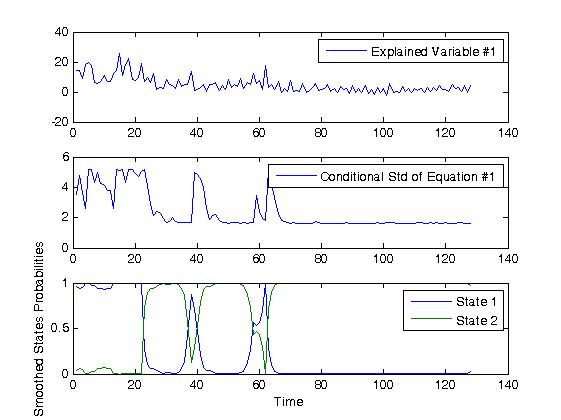 40
20
0
-20
0 20 40 60 80 100 120 140
Explained Variable #1
6
4
2
0
0 20 40 60 80 100 120 140
Conditional Std of Equation #1
Smoothed States Probabilities
1
0.5
0
0 20 40 60 80 100 120 140
State 1
State 2
Time